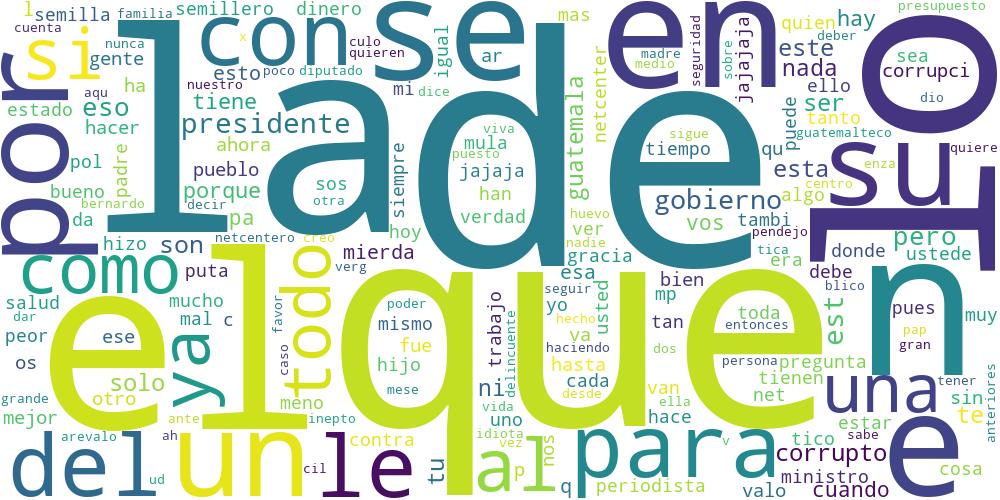 l semilla familia semillero dinero mas quien hay presupuesto
cuenta nunca x culo igual madre este deber
si con se ar en sobre sea
gente esto poco quieren diputado mi dice medio seguridad jajajaja nada corrupci
por aqu nuestro ello dio
estado eso ha tiene viva netcenter ser tanto
hacer padre presidente mula guatemala sigue puede guatemalteco
ahora puesto tiempo qu su quiere
pol pueblo la de jajaja o
bueno porque sos siempre han esta centro enza
bernardo decir otra gobierno algo
da pa verdad huevo vos tambi
hizo netcentero creo hoy ver nadie pendejo pero
son mierda gracia tica donde l
como puta verg esa bien era ustede
todo seguir debe blico
salud mucho poder yo usted mp toda est n
dar mal c favor mismo hecho tan entonces pues muy
peor ese el que fue trabajo va pap
ya haciendo dos gran
os caso hijo hasta persona pregunta
solo mese delincuente cada van tienen una tener sin
grande otro meno ni desde net anteriores
mejor ante inepto vida uno ella hace estar te
arevalo ah contra idiota vez nos v tico sabe e
del un le al para corrupto cosa
cil tu p ministro
ud q periodista valo cuando